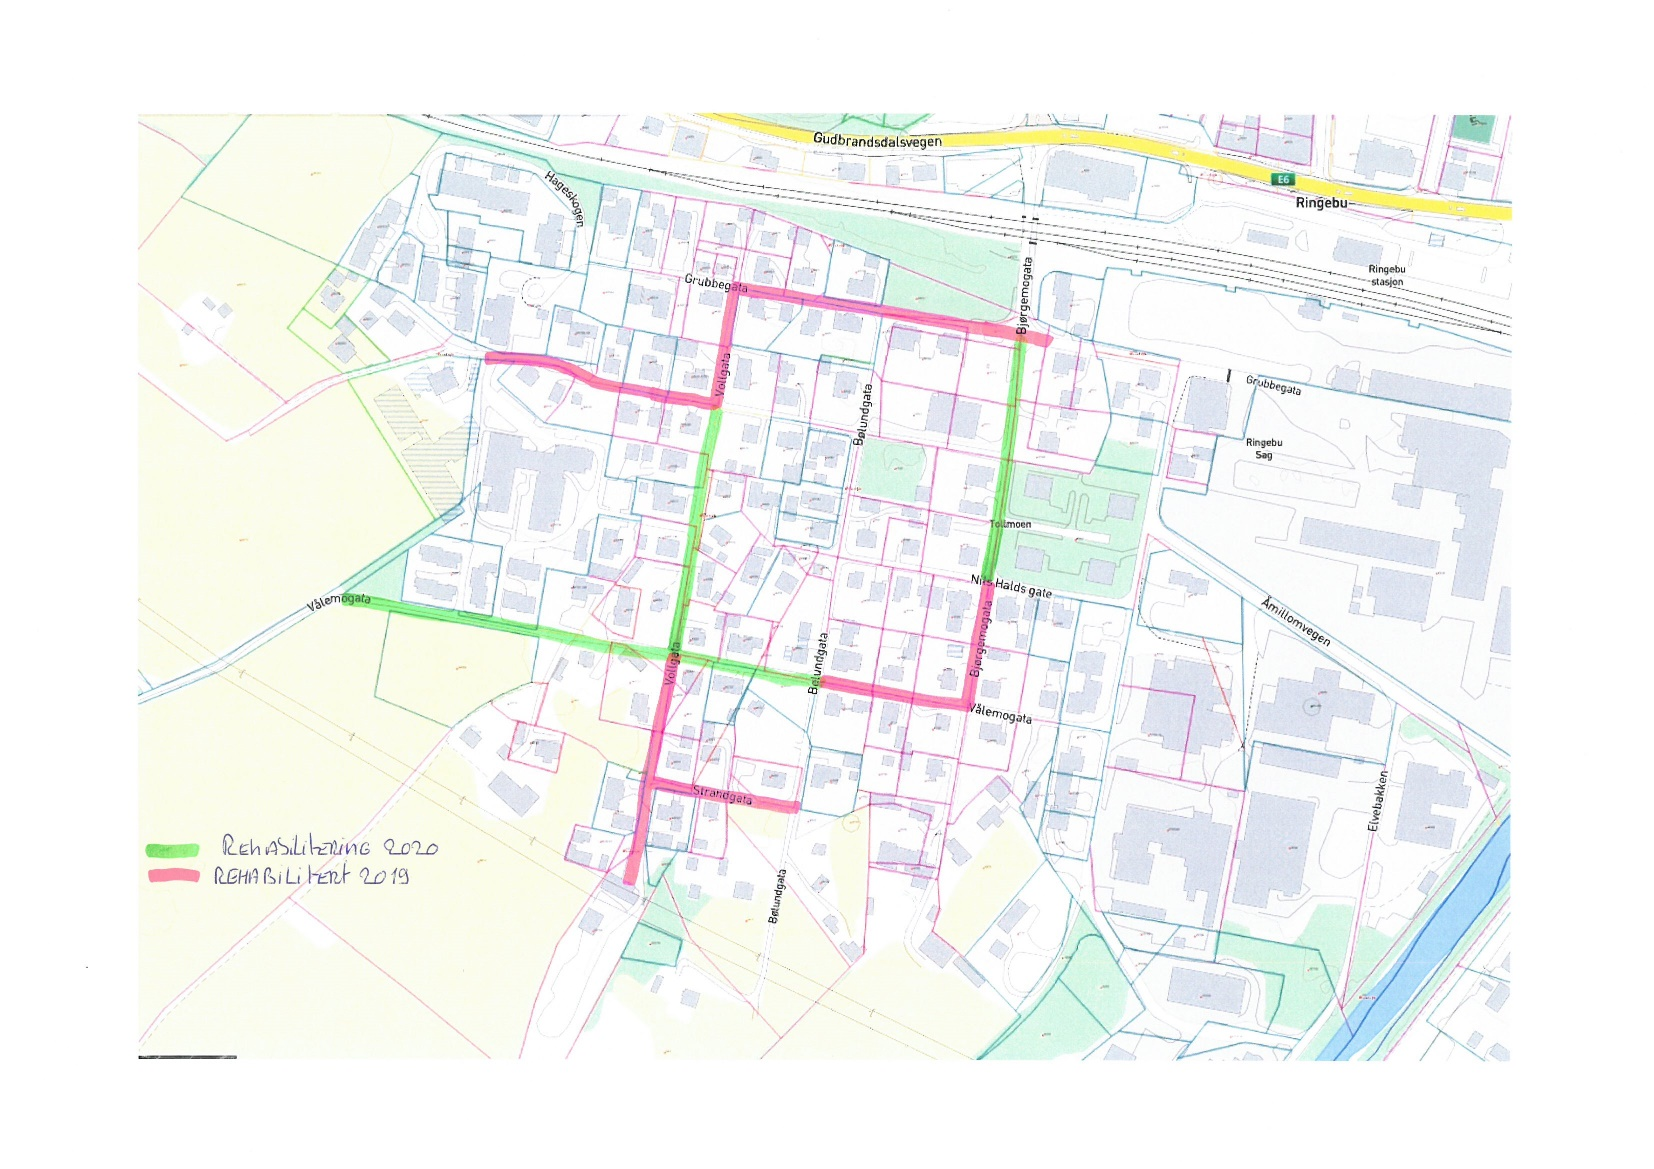 Gudbrandsdalsvegen
E6
Ringebu
Hageskogen
Bjørgemogata
Ringebu
stasjon
Grubbegata
Vollgata
Grubbegata
Bølundgata
Ringebu
Sag
Tollmoen
Nils Halds gate
Vålemogata
Åmillomvegen
Bjørgemogata
Vollgata
Bølundgata
Vålemogata
Strandgata
Elvebakken
REHABILITERING 2020
REHABILITERT 2019
Bølundgata